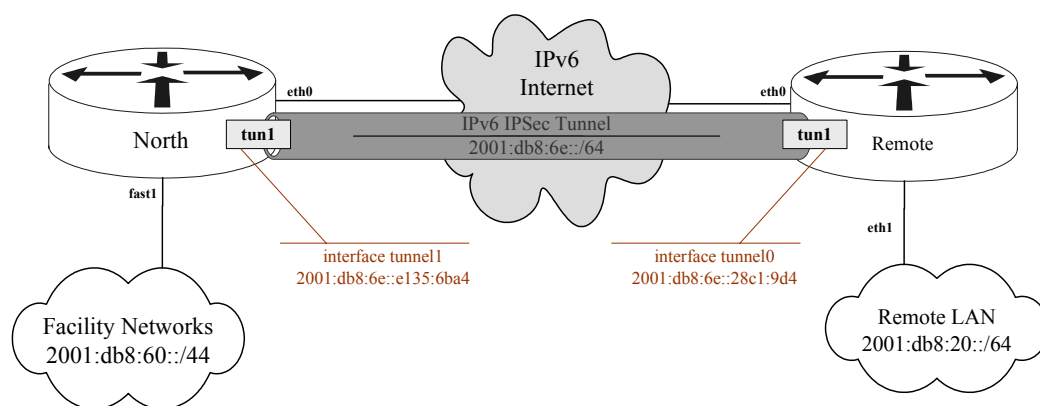 IPv6
Internet
eth0
eth0
IPv6 IPSec Tunnel
2001:db8:6e::/64
tun1
tun1
North
Remote
fast1
eth1
interface tunnel1
2001:db8:6e::e135:6ba4
interface tunnel0
2001:db8:6e::28c1:9d4
Facility Networks
2001:db8:60::/44
Remote LAN
2001:db8:20::/64